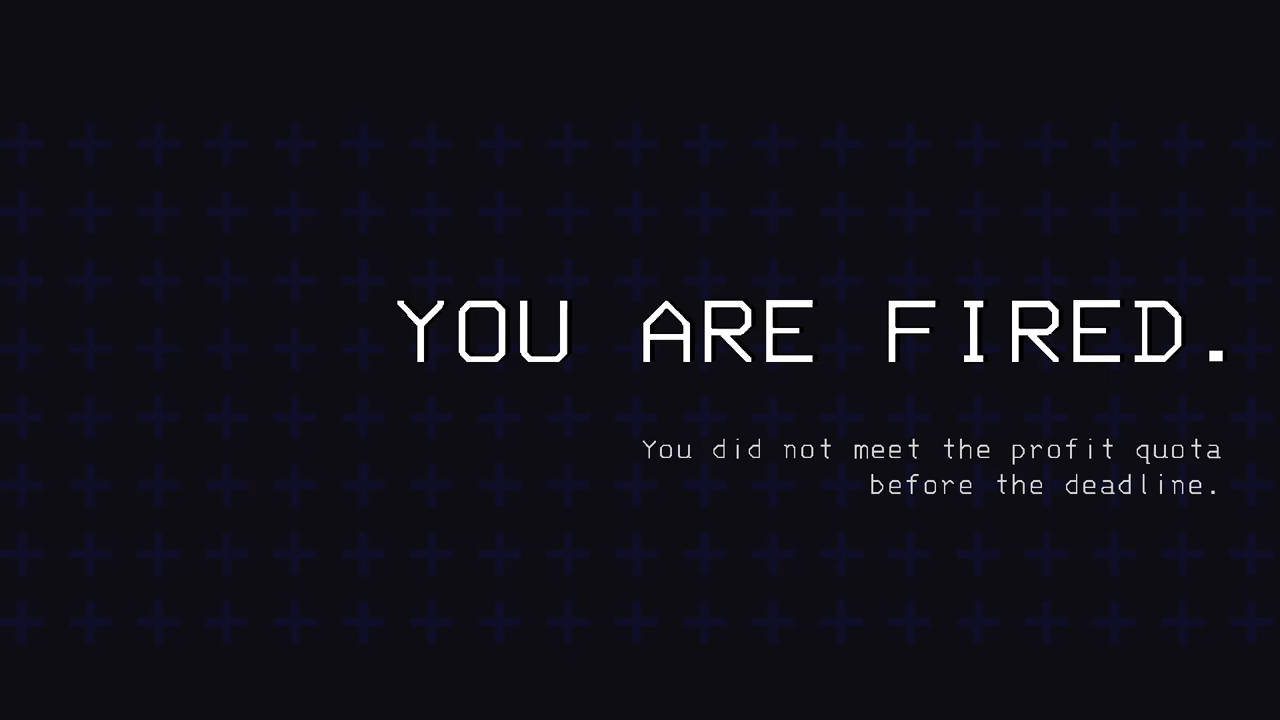 YOU ARE FIRED.
You did not meet the profit quota
before the deadline.